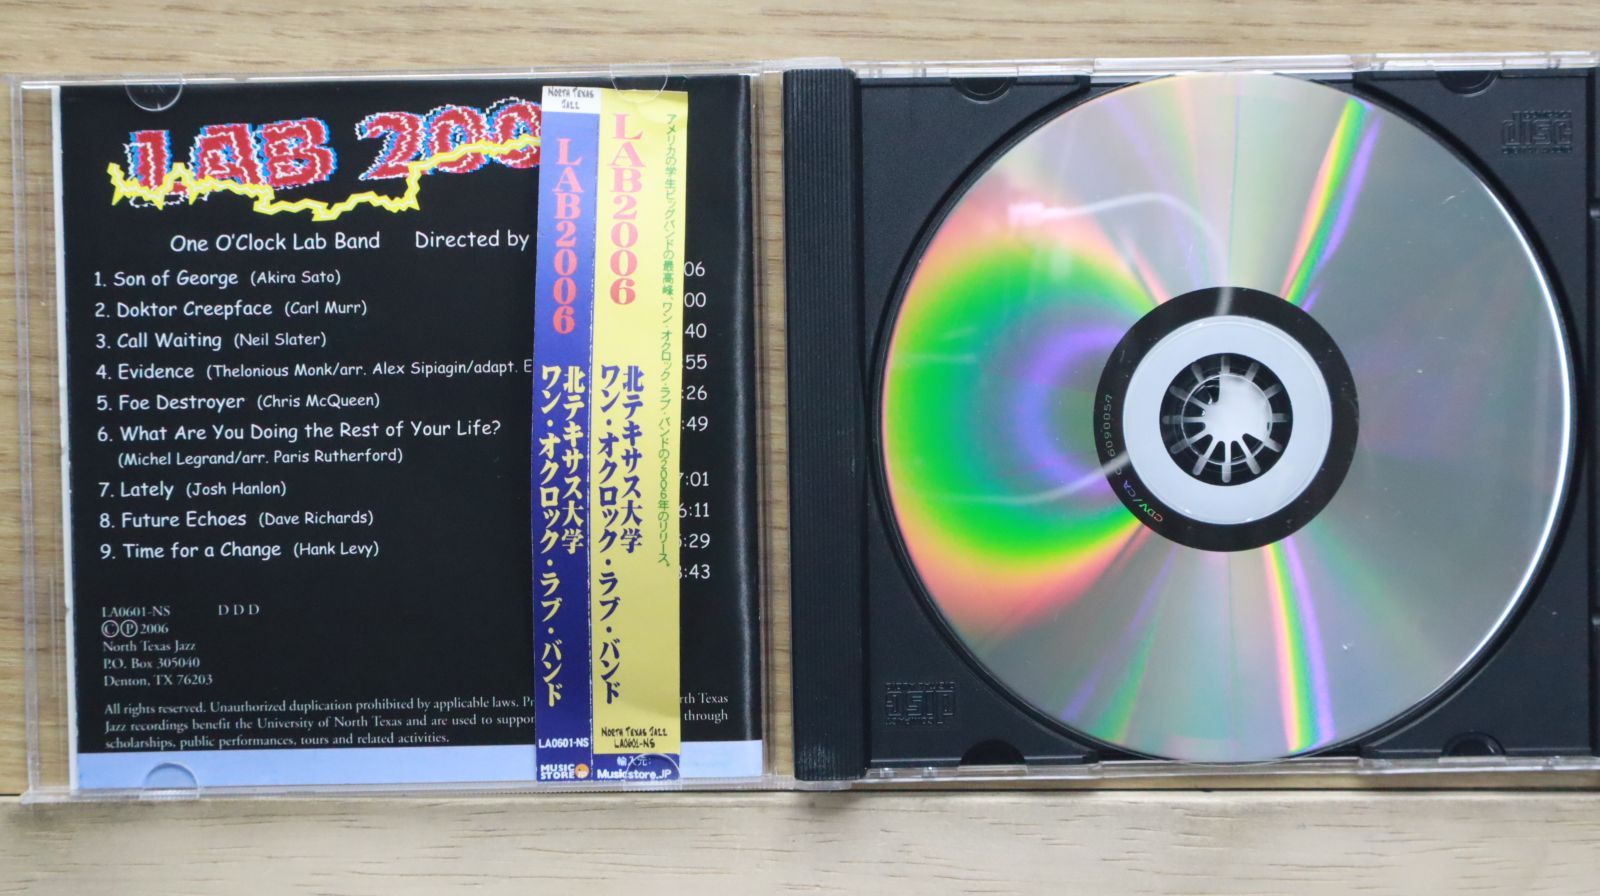 LAB 200
One O'Clock Lab Band Directed by
1. Son of George (Akira Sato) 06
2. Doktor Creepface (Carl Murr) 00
3. Call Waiting (Neil Slater) 40
4. Evidence (Thelonious Monk/arr. Alex Sipiagin/adapt. E :55
5. Foe Destroyer (Chris McQueen) :26
6. What Are You Doing the Rest of Your Life? :49
(Michel Legrand/arr. Paris Rutherford)
7. Lately (Josh Hanlon) 7:01
8. Future Echoes (Dave Richards) 6:11
9. Time for a Change (Hank Levy) :29
:43
LA0601-NS D D D
©℗ 2006
North Texas Jazz
P.O. Box 305040
Denton, TX 76203
All rights reserved. Unauthorized duplication prohibited by applicable laws. Pr rth Texas
Jazz recordings benefit the University of North Texas and are used to suppor through
scholarships, public performances, tours and related activities.
North Texas
Jazz
LAB2006
北テキサス大学
ワン・オクロック・ラブ・バンド
LA0601-NS
MUSIC
STORE JP
アメリカの学生ビッグバンドの最高峰、ワン・オクロック・ラブ・バンドの2006年のリリース。
LAB2006
北テキサス大学
ワン・オクロック・ラブ・バンド
North Texas Jazz
LA0601-NS
輸入元:
Musicstore.JP
COMPACT
disc